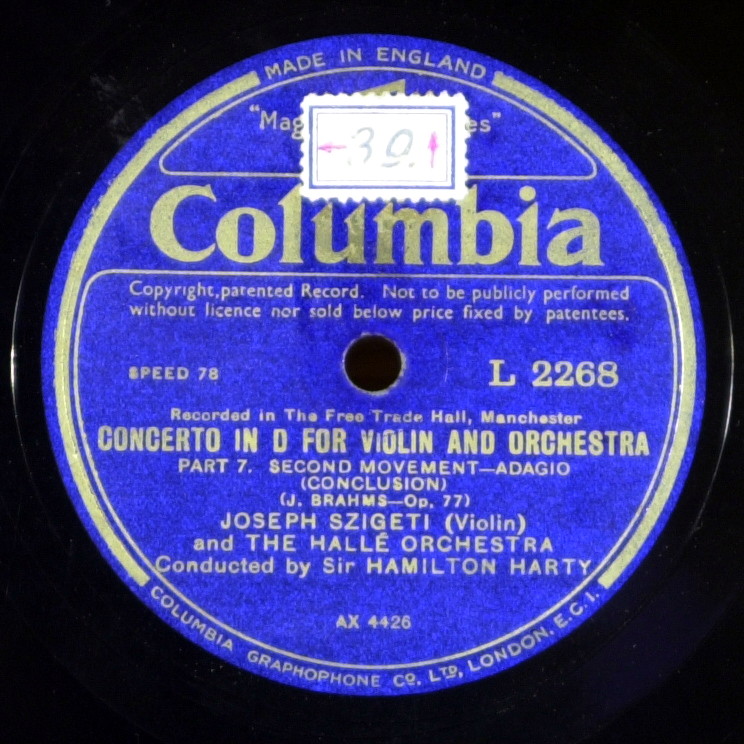 MADE IN ENGLAND
"Mag
es"
←30.↑
Columbia
Copyright,patented Record. Not to be publicly performed
without licence nor sold below price fixed by patentees.
SPEED 78
L 2268
Recorded in The Free Trade Hall, Manchester
CONCERTO IN D FOR VIOLIN AND ORCHESTRA
PART 7. SECOND MOVEMENT—ADAGIO
(CONCLUSION)
(J. BRAHMS—Op. 77)
JOSEPH SZIGETI (Violin)
and THE HALLÉ ORCHESTRA
Conducted by Sir HAMILTON HARTY
AX 4426
COLUMBIA GRAPHOPHONE CO. LTD, LONDON. E.C.1.